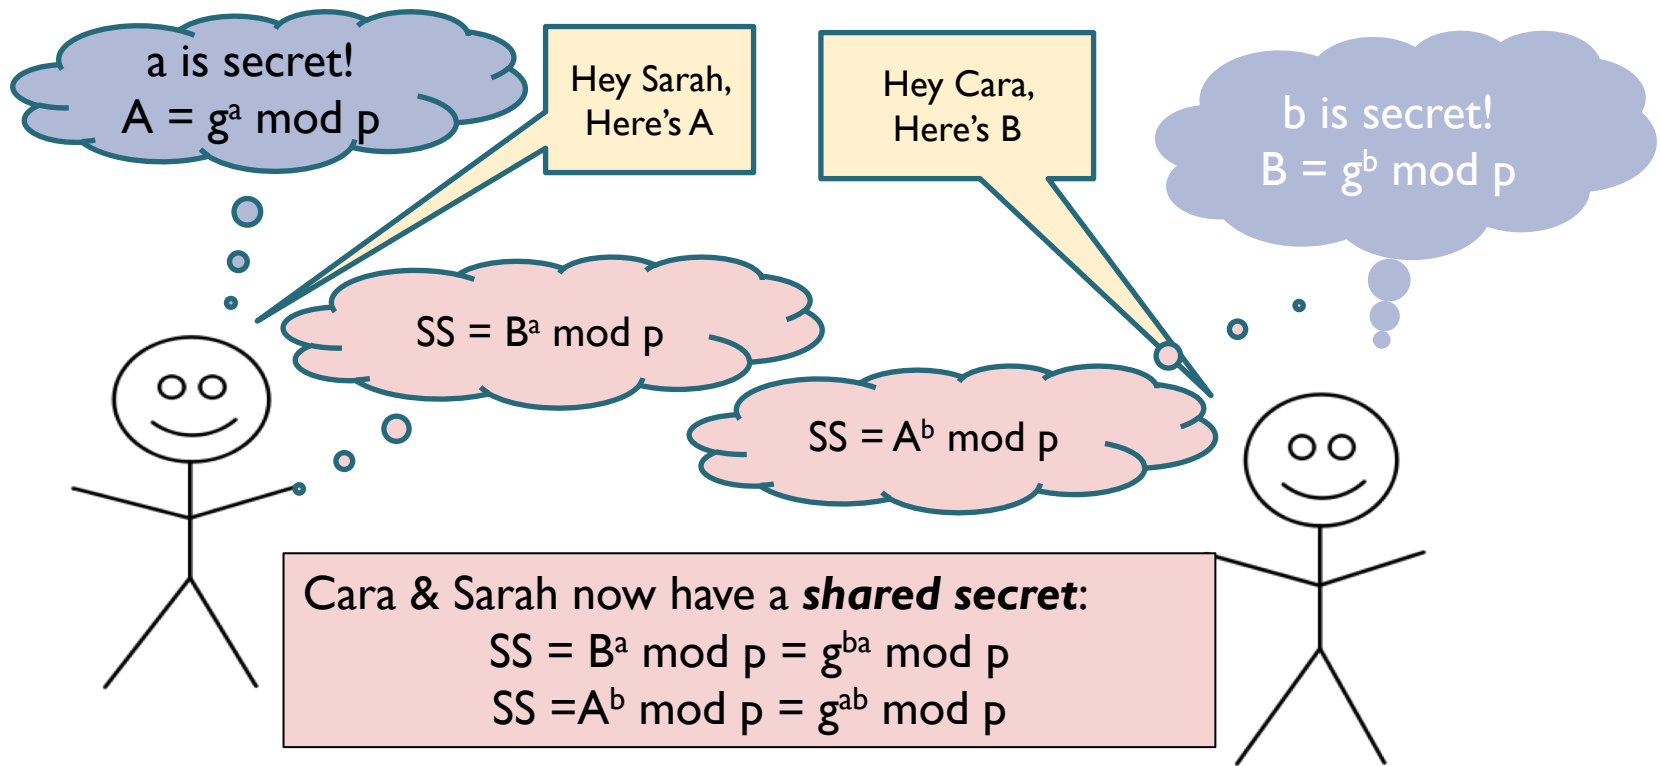 a is secret!
A = gᵃ mod p
Hey Sarah,
Here’s A
Hey Cara,
Here’s B
b is secret!
B = gᵇ mod p
SS = Bᵃ mod p
SS = Aᵇ mod p
Cara & Sarah now have a shared secret:
SS = Bᵃ mod p = gᵇᵃ mod p
SS =Aᵇ mod p = gᵃᵇ mod p